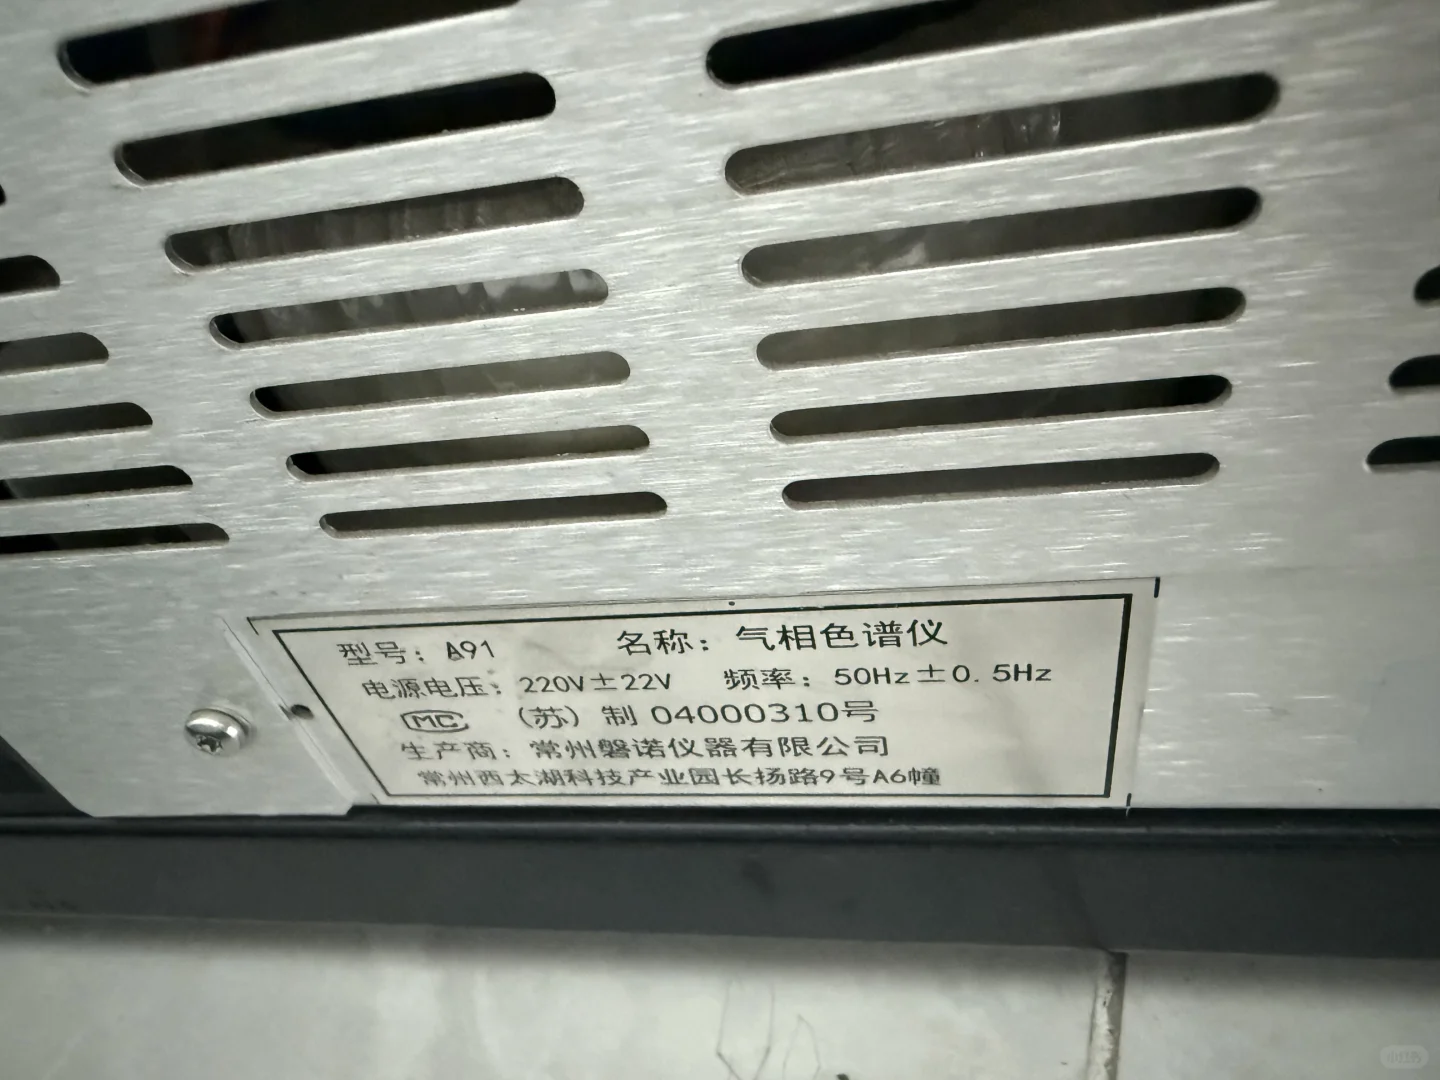 型号：A91 名称：气相色谱仪
电源电压：220V±22V 频率：50Hz±0.5Hz
MC （苏）制 04000310号
生产商：常州磐诺仪器有限公司
常州西太湖科技产业园长扬路9号A6幢
小红书